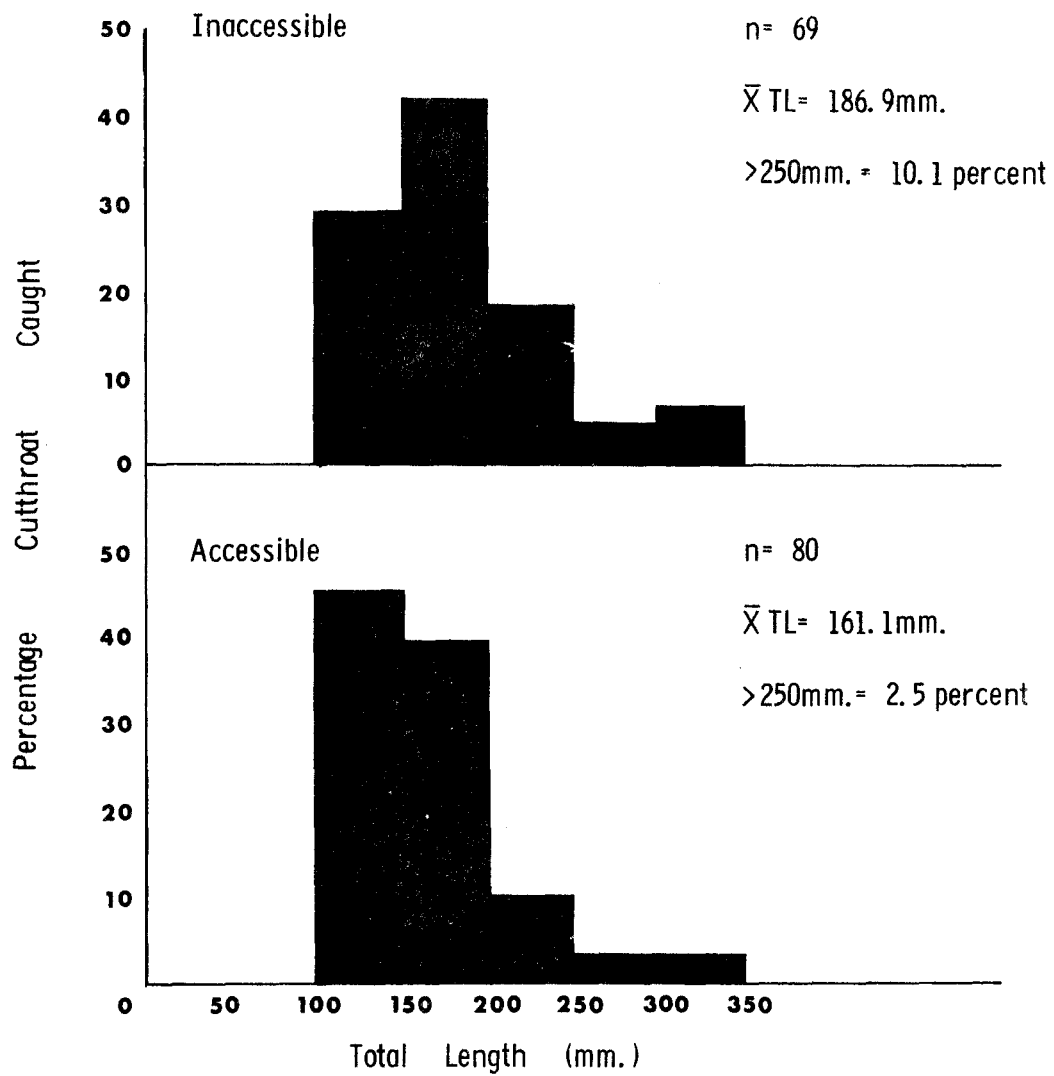 Inaccessible
n= 69
X̄ TL= 186.9mm.
>250mm. = 10.1 percent
50
40
30
20
10
0
Accessible
n= 80
X̄ TL= 161.1mm.
>250mm.= 2.5 percent
50
40
30
20
10
0 50 100 150 200 250 300 350
Total Length (mm.)
Percentage Cutthroat Caught